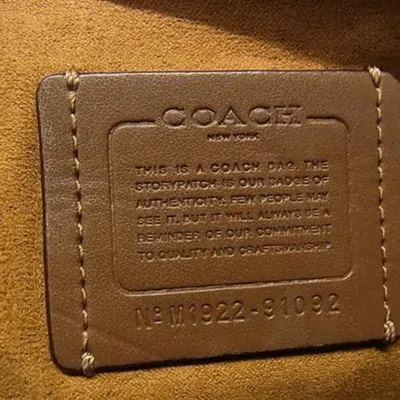 COACH
NEW YORK
THIS IS A COACH BAG. THE
STORYPATCH IS OUR BADGE OF
AUTHENTICITY. FEW PEOPLE MAY
SEE IT, BUT IT WILL ALWAYS BE A
REMINDER OF OUR COMMITMENT
TO QUALITY AND CRAFTSMANSHIP
Nº M1922-91092